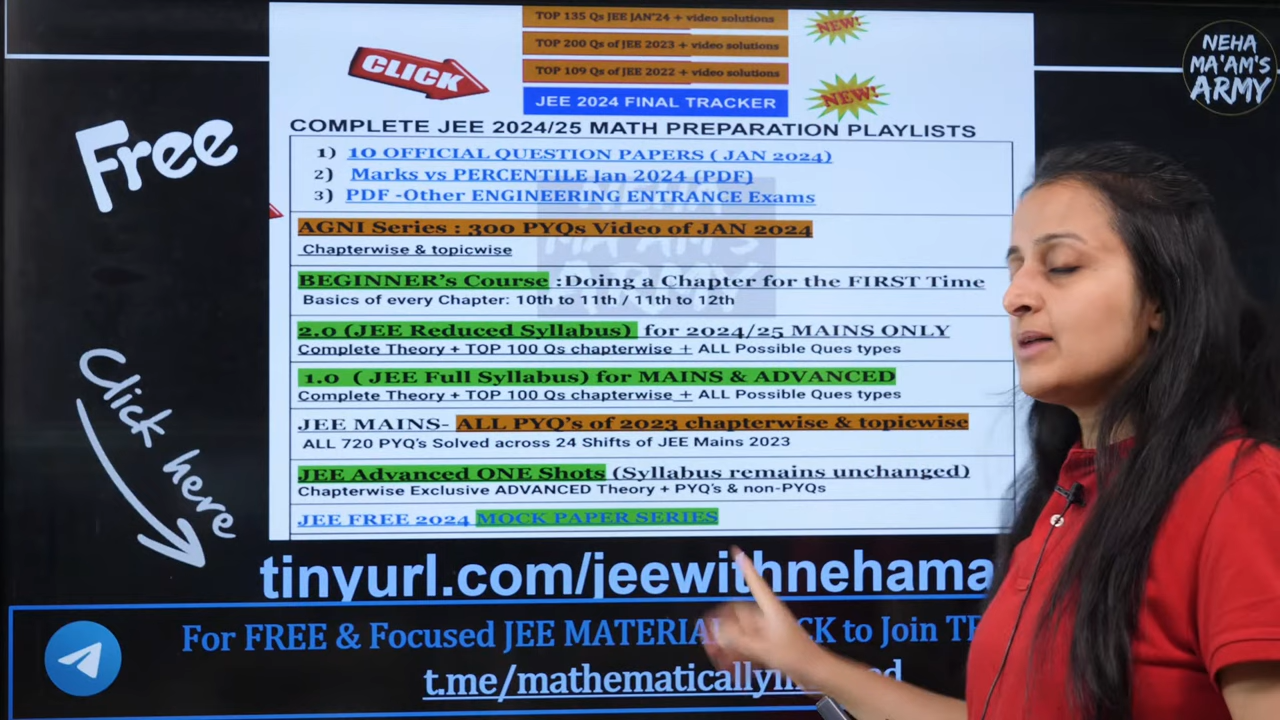 TOP 135 Qs JEE JAN'24 + video solutions
NEW!
TOP 200 Qs of JEE 2023 + video solutions
TOP 109 Qs of JEE 2022 + video solutions
CLICK
JEE 2024 FINAL TRACKER
NEW!
NEHA
MA'AM'S
ARMY
Free
COMPLETE JEE 2024/25 MATH PREPARATION PLAYLISTS
1) 10 OFFICIAL QUESTION PAPERS ( JAN 2024)
2) Marks vs PERCENTILE Jan 2024 (PDF)
3) PDF -Other ENGINEERING ENTRANCE Exams
NEHA
MA'AM'S
ARMY
AGNI Series : 300 PYQs Video of JAN 2024
Chapterwise & topicwise
BEGINNER's Course :Doing a Chapter for the FIRST Time
Basics of every Chapter: 10th to 11th / 11th to 12th
2.0 (JEE Reduced Syllabus) for 2024/25 MAINS ONLY
Complete Theory + TOP 100 Qs chapterwise + ALL Possible Ques types
1.0 ( JEE Full Syllabus) for MAINS & ADVANCED
Complete Theory + TOP 100 Qs chapterwise + ALL Possible Ques types
JEE MAINS- ALL PYQ's of 2023 chapterwise & topicwise
ALL 720 PYQ's Solved across 24 Shifts of JEE Mains 2023
JEE Advanced ONE Shots (Syllabus remains unchanged)
Chapterwise Exclusive ADVANCED Theory + PYQ's & non-PYQs
JEE FREE 2024 MOCK PAPER SERIES
Click here
tinyurl.com/jeewithnehama
For FREE & Focused JEE MATERIAL to Join